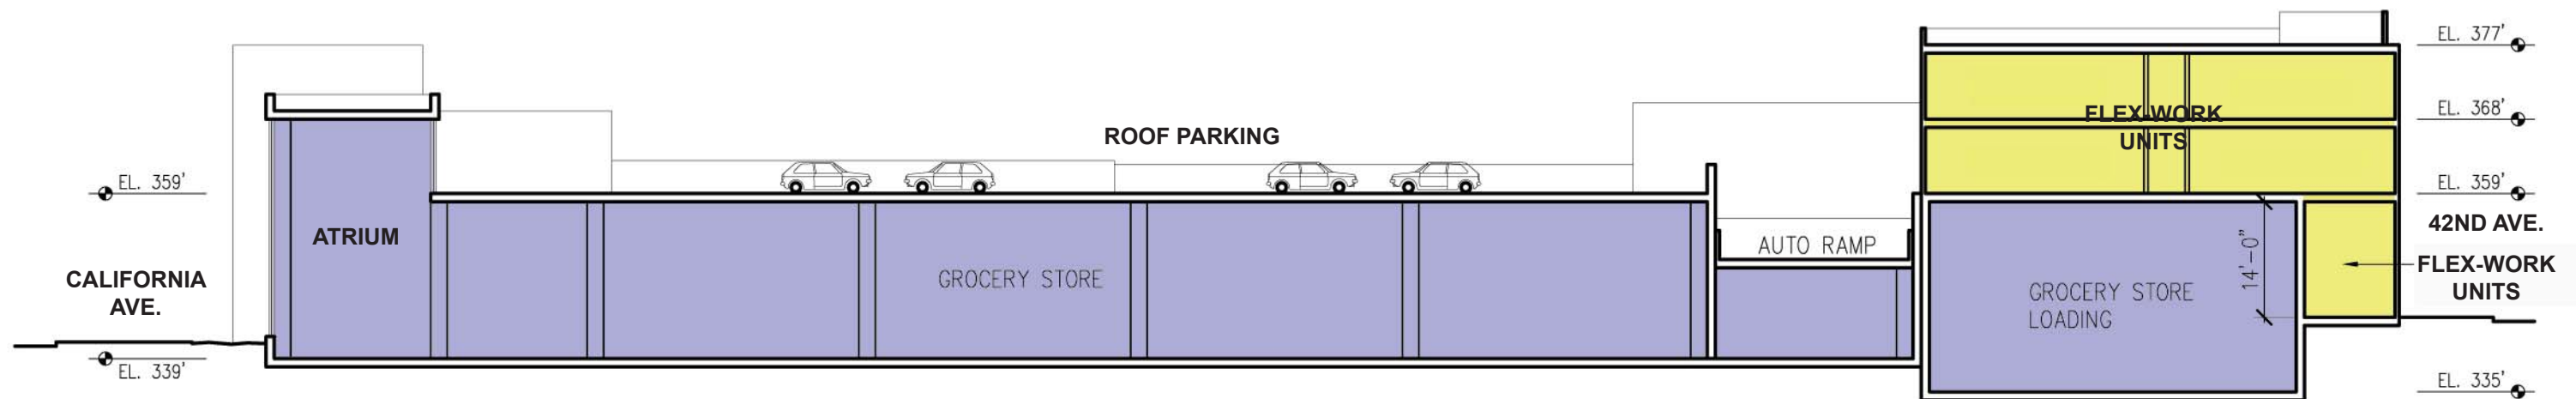 EL. 377'
EL. 368'
FLEX-WORK
UNITS
ROOF PARKING
EL. 359'
EL. 359'
ATRIUM
42ND AVE.
AUTO RAMP
14'-0"
CALIFORNIA
AVE.
GROCERY STORE
FLEX-WORK
UNITS
GROCERY STORE
LOADING
EL. 339'
EL. 335'